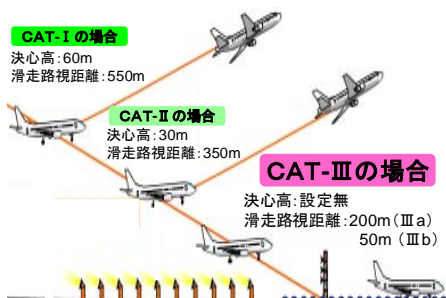 CAT-Ⅰの場合
決心高:60m
滑走路視距離:550m
CAT-Ⅱの場合
決心高:30m
滑走路視距離:350m
CAT-Ⅲの場合
決心高:設定無
滑走路視距離:200m(Ⅲa)
50m (Ⅲb)